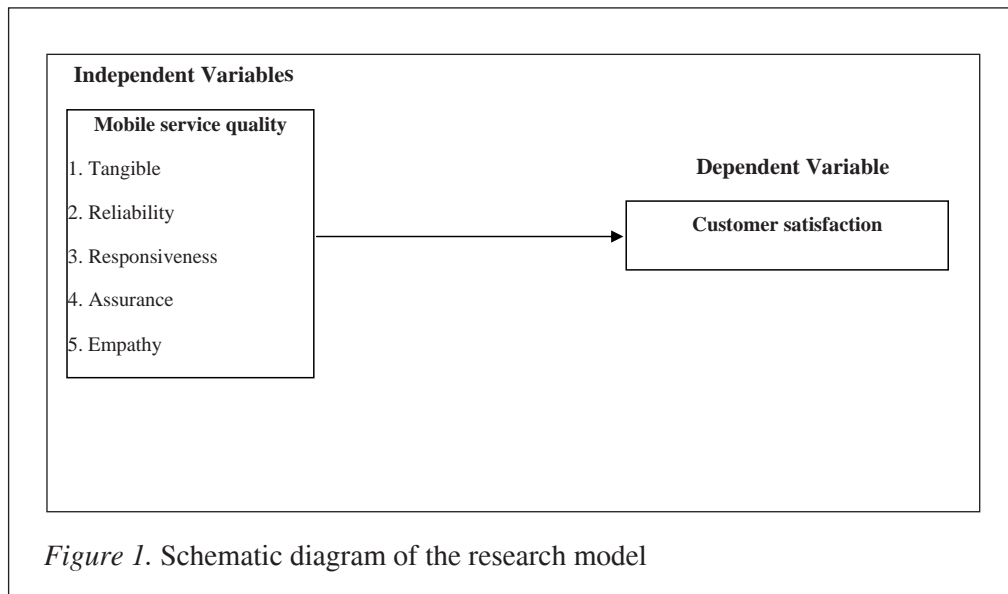 Independent Variables
Mobile service quality
1. Tangible
2. Reliability
3. Responsiveness
4. Assurance
5. Empathy
Dependent Variable
Customer satisfaction
Figure 1. Schematic diagram of the research model